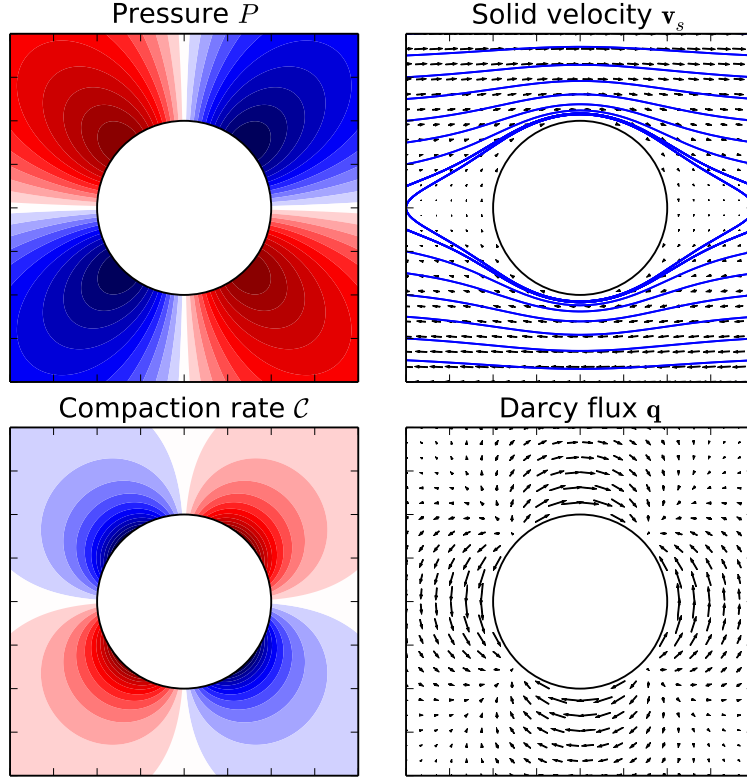 Pressure P
Solid velocity v_s
Compaction rate 𝒞
Darcy flux q